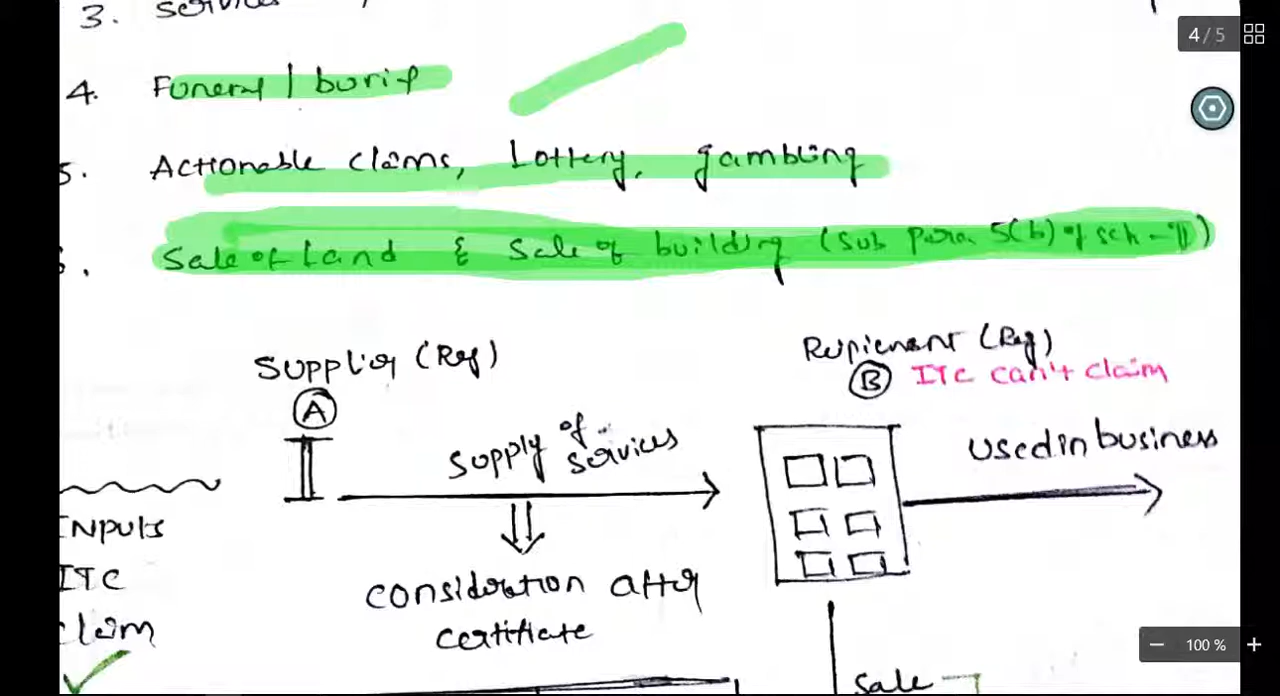 3. Services
4/5
4. Funeral / burial
5. Actionable claims, Lottery, gambling
Sale of Land & Sale of building (Sub para 5(b) of sch-II)
Supplier (Reg)
Recipient (Reg)
A
B ITC can't claim
Supply of services
used in business
INPUTS
ITC
claim
consideration after
certificate
100 %
Sale